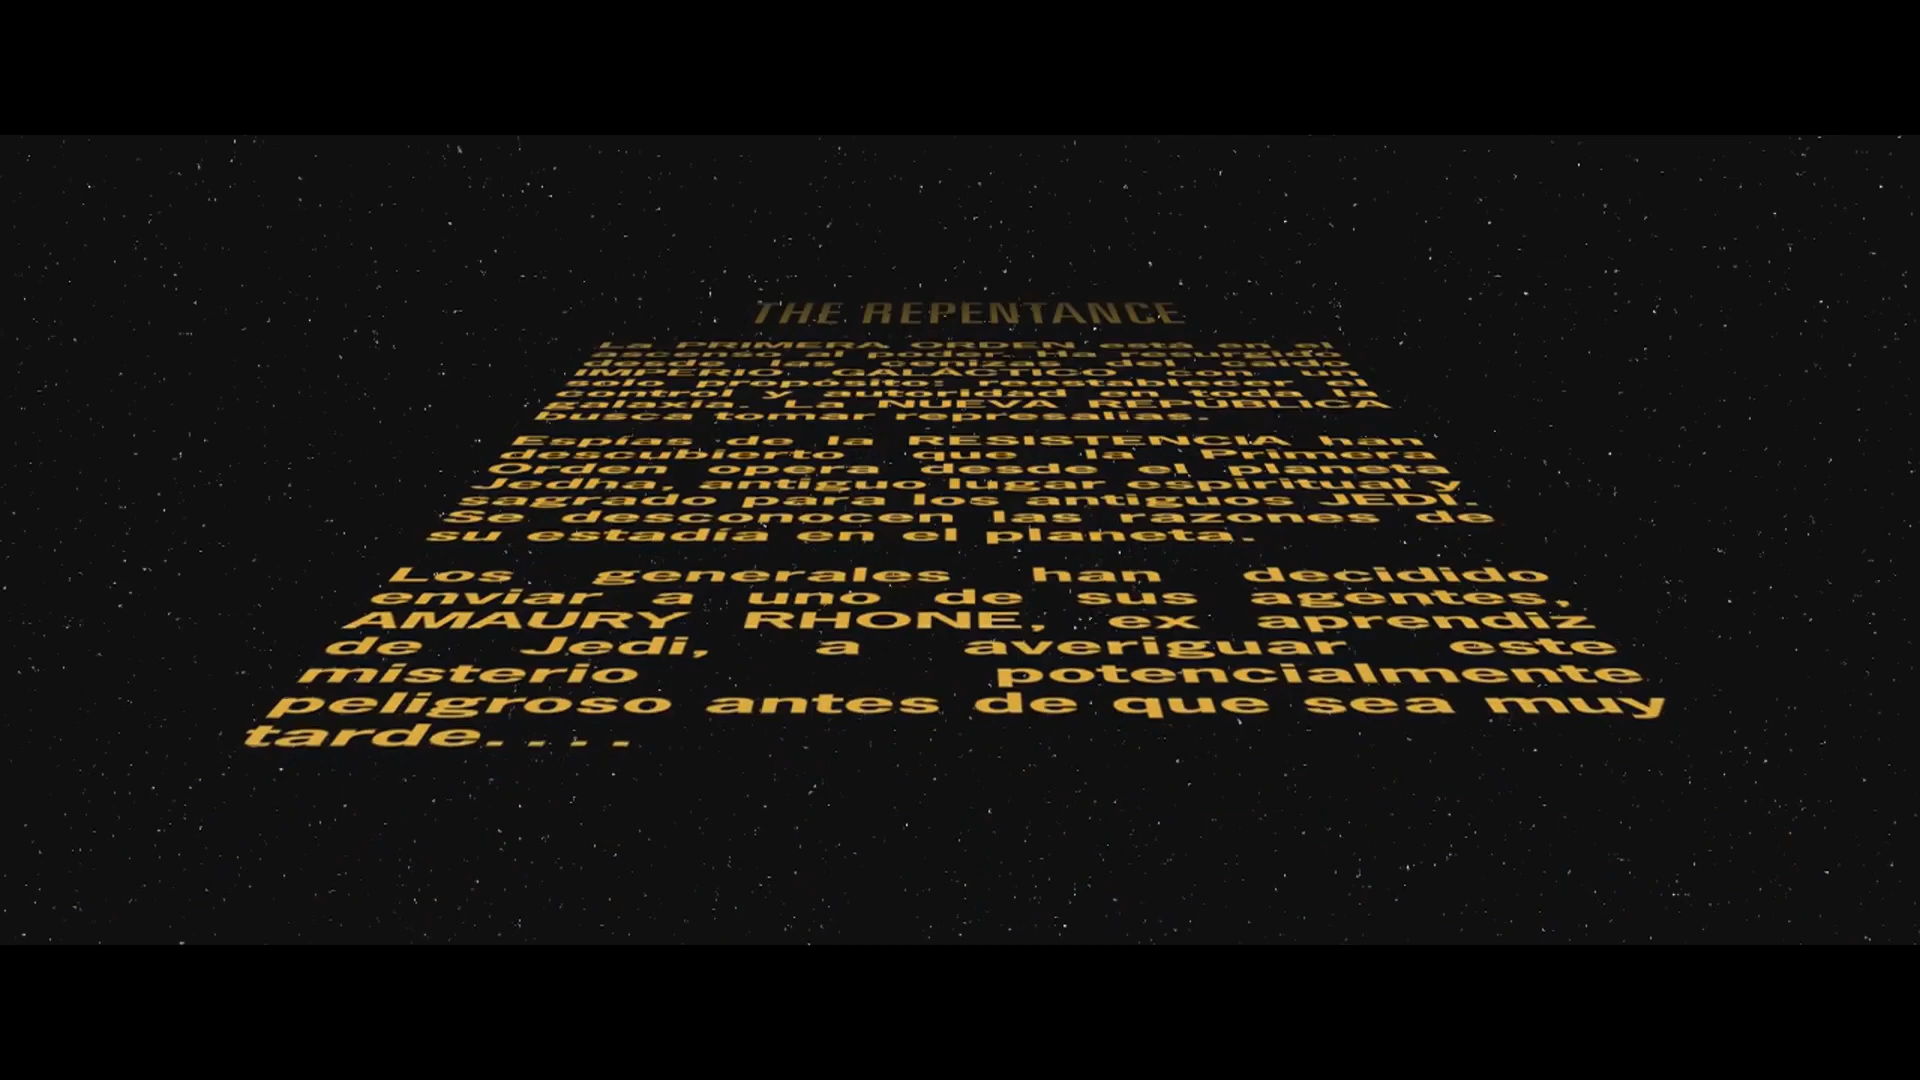 THE REPENTANCE
La PRIMERA ORDEN está en el
ascenso al poder. Ha resurgido
desde las cenizas del caído
IMPERIO GALÁCTICO con un
solo propósito: reestablecer el
control y autoridad en toda la
galaxia. La NUEVA REPÚBLICA
busca tomar represalias.
Espías de la RESISTENCIA han
descubierto que la Primera
Orden opera desde el planeta
Jedha, antiguo lugar espiritual y
sagrado para los antiguos JEDI.
Se desconocen las razones de
su estadía en el planeta.
Los generales han decidido
enviar a uno de sus agentes,
AMAURY RHONE, ex aprendiz
de Jedi, a averiguar este
misterio potencialmente
peligroso antes de que sea muy
tarde....